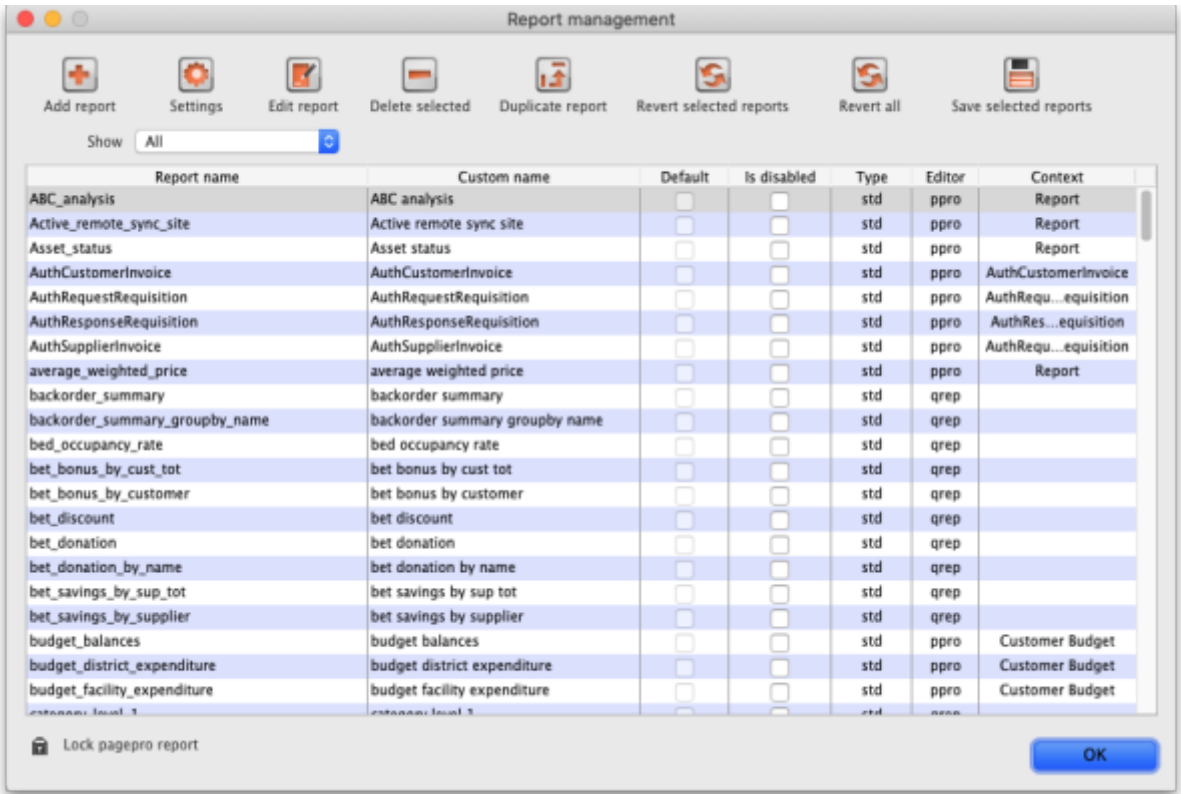 Report management
Add report Settings Edit report Delete selected Duplicate report Revert selected reports Revert all Save selected reports
Show All
Report name Custom name Default Is disabled Type Editor Context
ABC_analysis ABC analysis std ppro Report
Active_remote_sync_site Active remote sync site std ppro Report
Asset_status Asset status std ppro Report
AuthCustomerInvoice AuthCustomerInvoice std ppro AuthCustomerInvoice
AuthRequestRequisition AuthRequestRequisition std ppro AuthRequ...equisition
AuthResponseRequisition AuthResponseRequisition std ppro AuthRes...equisition
AuthSupplierInvoice AuthSupplierInvoice std ppro AuthRequ...equisition
average_weighted_price average weighted price std ppro Report
backorder_summary backorder summary std qrep
backorder_summary_groupby_name backorder summary groupby name std qrep
bed_occupancy_rate bed occupancy rate std qrep
bet_bonus_by_cust_tot bet bonus by cust tot std qrep
bet_bonus_by_customer bet bonus by customer std qrep
bet_discount bet discount std qrep
bet_donation bet donation std qrep
bet_donation_by_name bet donation by name std qrep
bet_savings_by_sup_tot bet savings by sup tot std qrep
bet_savings_by_supplier bet savings by supplier std qrep
budget_balances budget balances std ppro Customer Budget
budget_district_expenditure budget district expenditure std ppro Customer Budget
budget_facility_expenditure budget facility expenditure std ppro Customer Budget
category_level_1 category level 1 std qrep
Lock pagepro report
OK